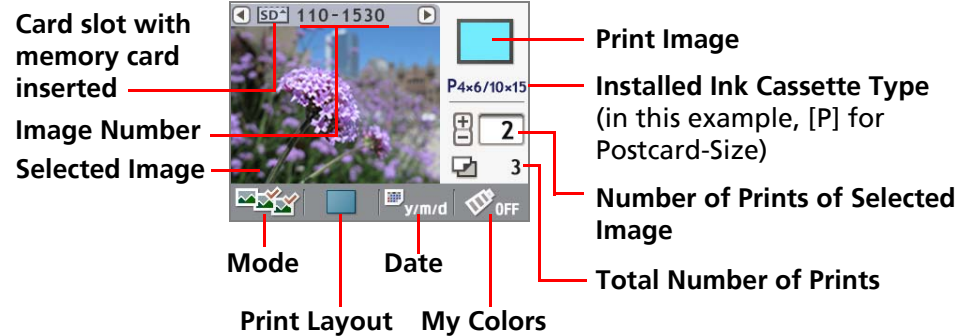 Card slot with
memory card
inserted
Image Number
Selected Image
SD 110-1530
P4×6/10×15
2
3
y/m/d
OFF
Print Image
Installed Ink Cassette Type
(in this example, [P] for
Postcard-Size)
Number of Prints of Selected
Image
Total Number of Prints
Mode
Date
Print Layout
My Colors